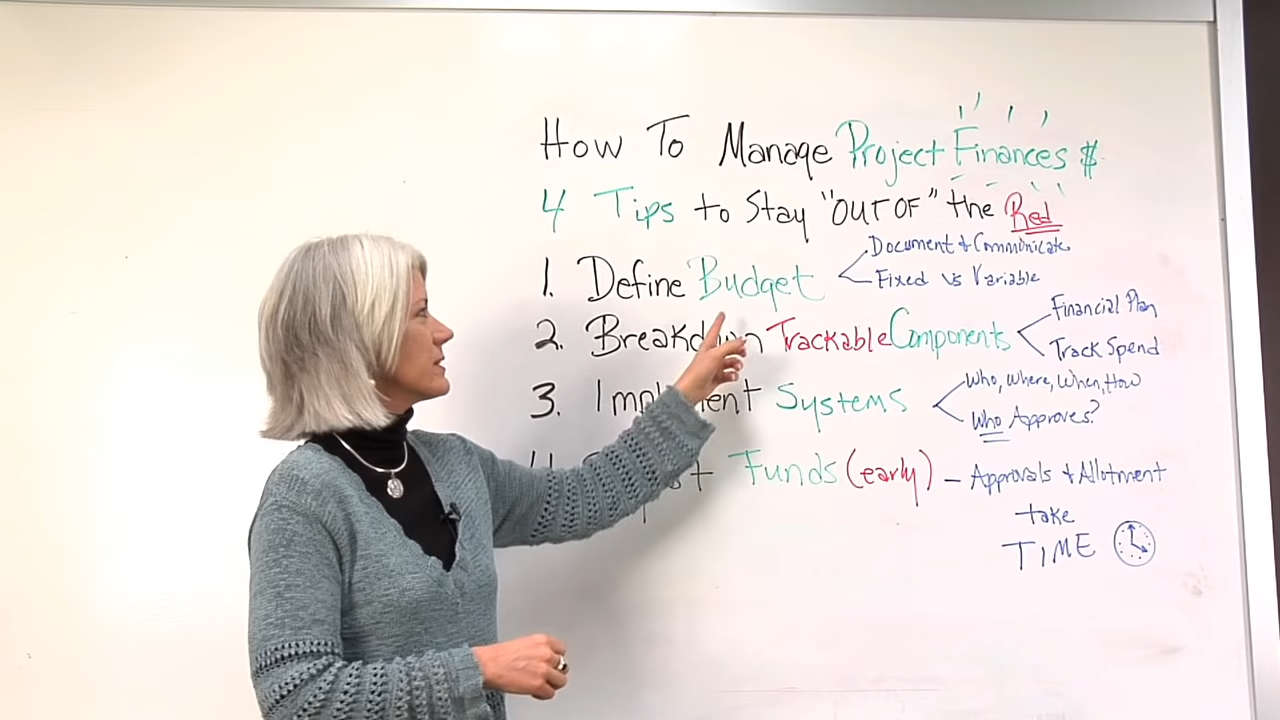 How To Manage Project Finances $
4 Tips to Stay "OUT OF" the Red
1. Define Budget
Document & Communicate
Fixed vs Variable
2. Breakdown Trackable Components
Financial Plan
Track Spend
3. Implement Systems
Who, Where, When, How
Who Approves?
Funds (early) – Approvals & Allotment
take
TIME